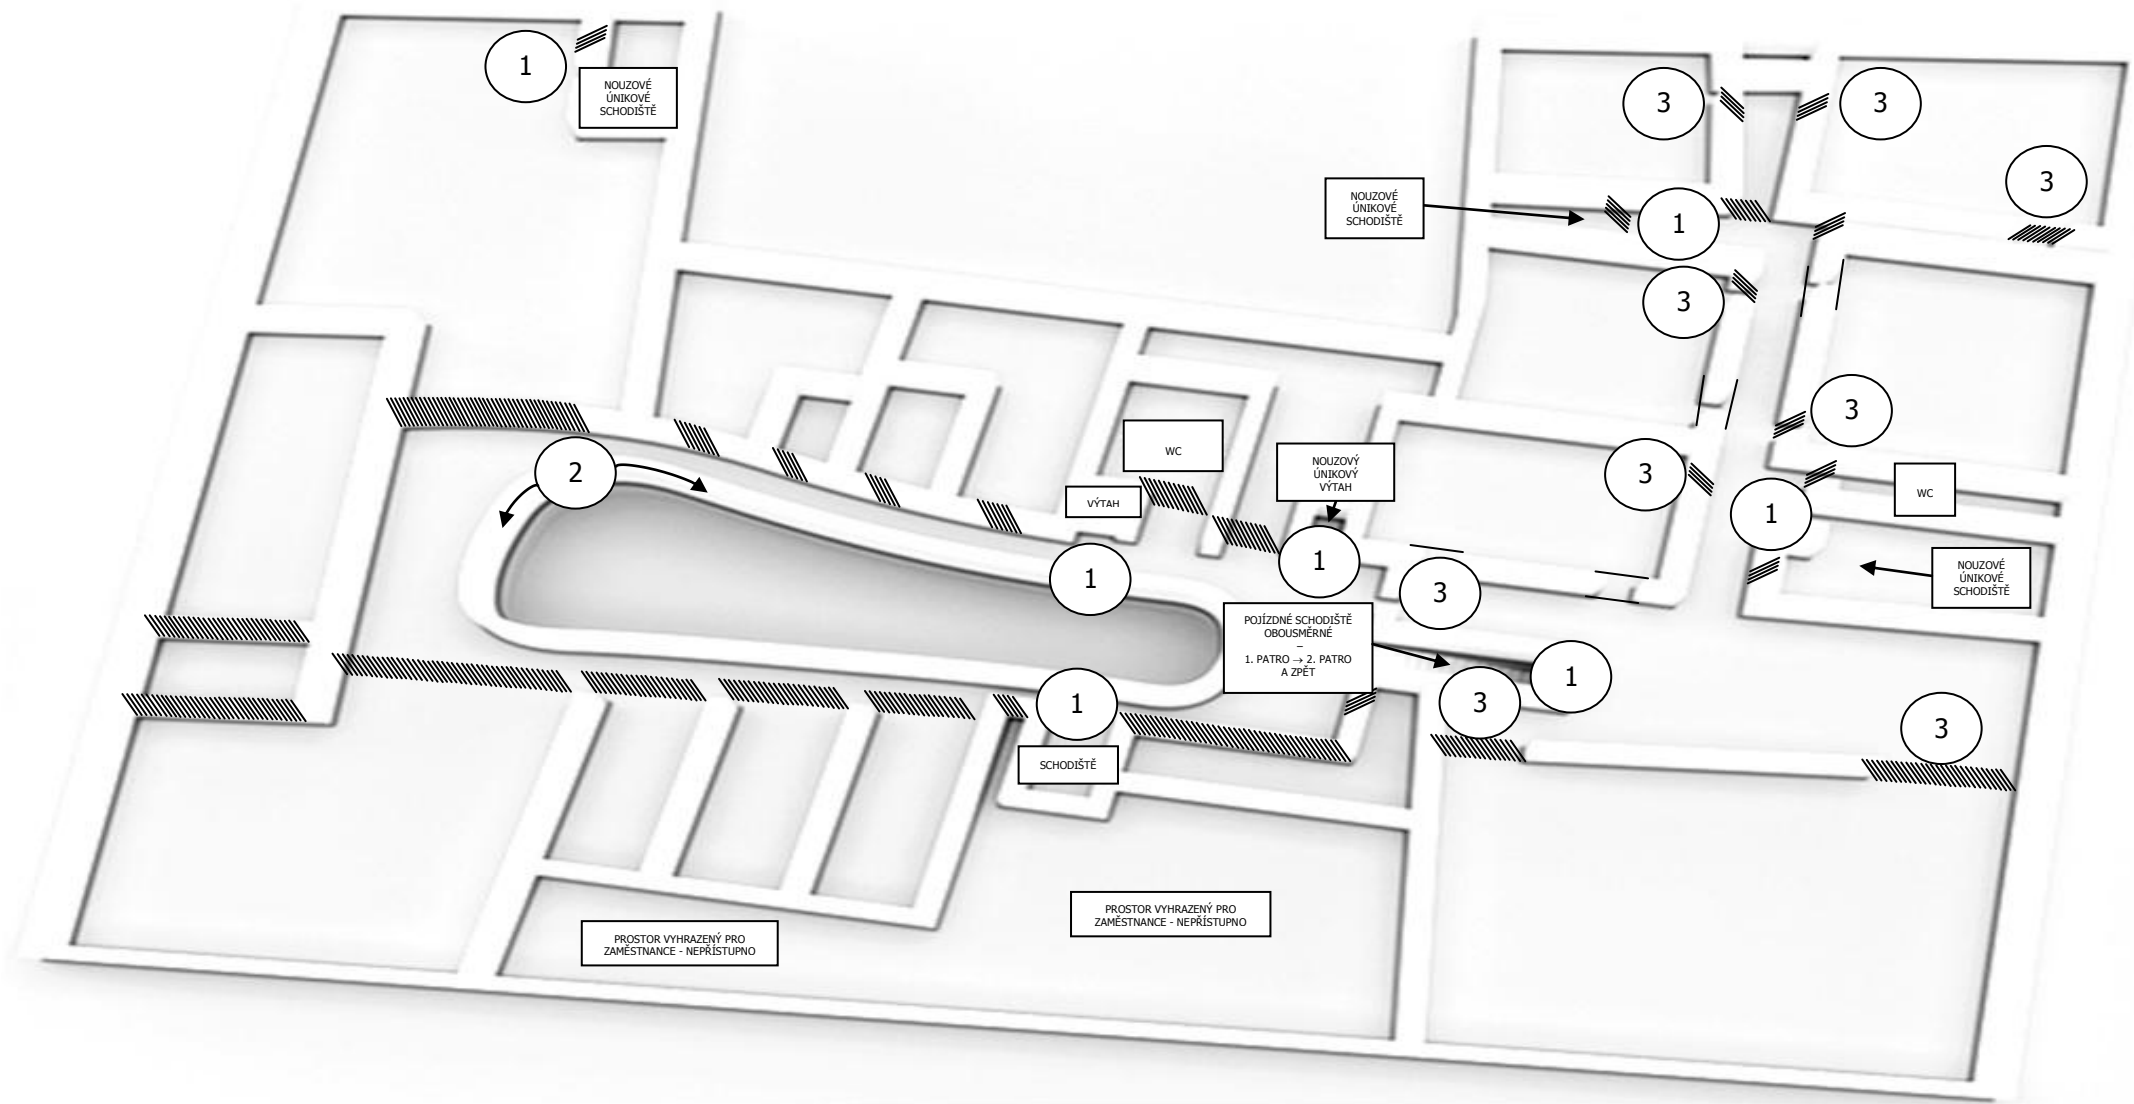 1
NOUZOVÉ
ÚNIKOVÉ
SCHODIŠTĚ
3
3
3
NOUZOVÉ
ÚNIKOVÉ
SCHODIŠTĚ
1
3
3
2
WC
NOUZOVÝ
ÚNIKOVÝ
VÝTAH
3
WC
VÝTAH
1
1
1
3
NOUZOVÉ
ÚNIKOVÉ
SCHODIŠTĚ
POJÍZDNÉ SCHODIŠTĚ
OBOUSMĚRNÉ
–
1. PATRO → 2. PATRO
A ZPĚT
1
3
1
3
SCHODIŠTĚ
PROSTOR VYHRAZENÝ PRO
ZAMĚSTNANCE - NEPŘÍSTUPNO
PROSTOR VYHRAZENÝ PRO
ZAMĚSTNANCE - NEPŘÍSTUPNO